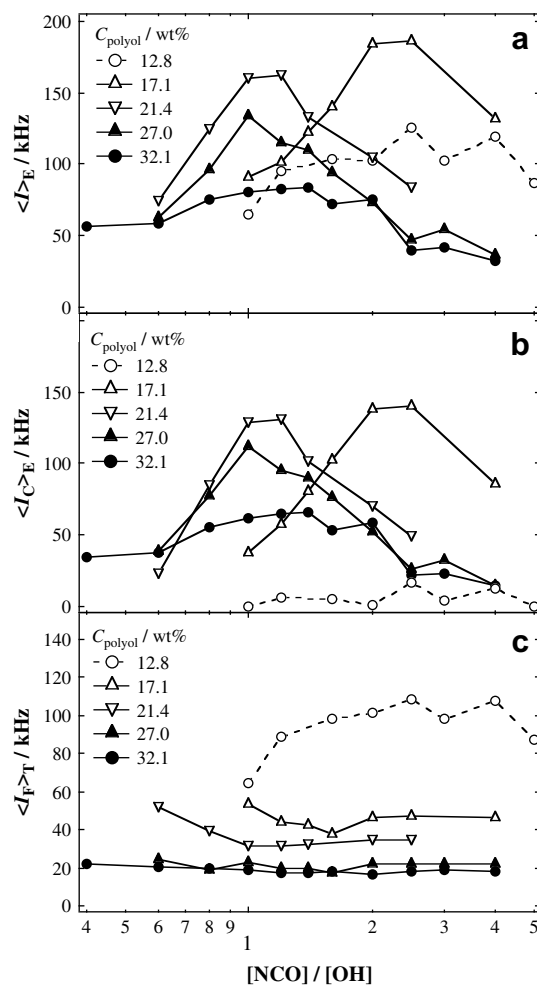 a
C_polyol / wt%
12.8
17.1
21.4
27.0
32.1
200
150
100
50
0
<I>_E / kHz
b
C_polyol / wt%
12.8
17.1
21.4
27.0
32.1
150
100
50
0
<I_C>_E / kHz
c
C_polyol / wt%
12.8
17.1
21.4
27.0
32.1
140
120
100
80
60
40
20
0
<I_F>_T / kHz
4 5 6 7 8 9 1 2 3 4 5
[NCO] / [OH]